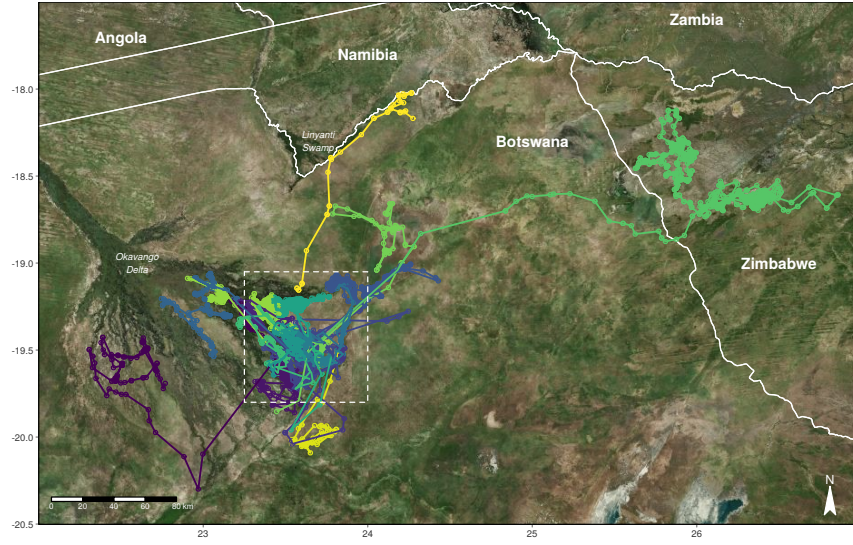 Zambia
Angola
Namibia
-18.0
Linyanti
Swamp
Botswana
-18.5
Okavango
Delta
-19.0
Zimbabwe
-19.5
-20.0
N
0 20 40 60 80 km
-20.5
23 24 25 26